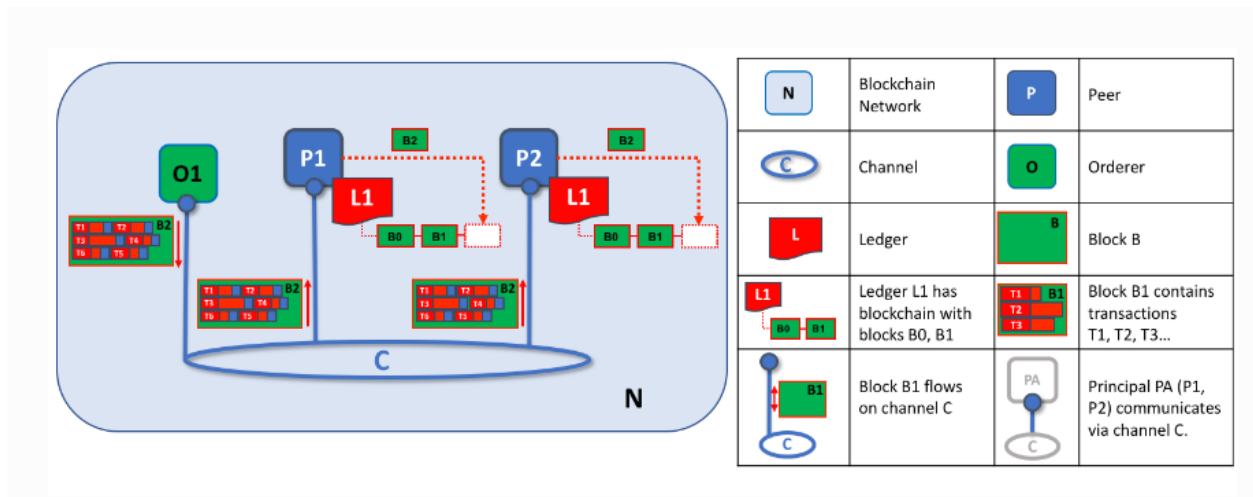 B2
B2
O1
P1
P2
L1
L1
B2
T1 T2
T3 T4
T6 T5
B0 B1
B0 B1
B2
T1 T2
T3 T4
T6 T5
B2
T1 T2
T3 T4
T6 T5
C
N
N
Blockchain
Network
P
Peer
C
Channel
O
Orderer
L
Ledger
B
Block B
L1
B0 B1
Ledger L1 has
blockchain with
blocks B0, B1
B1
T1
T2
T3
Block B1 contains
transactions
T1, T2, T3...
B1
C
Block B1 flows
on channel C
PA
C
Principal PA (P1,
P2) communicates
via channel C.